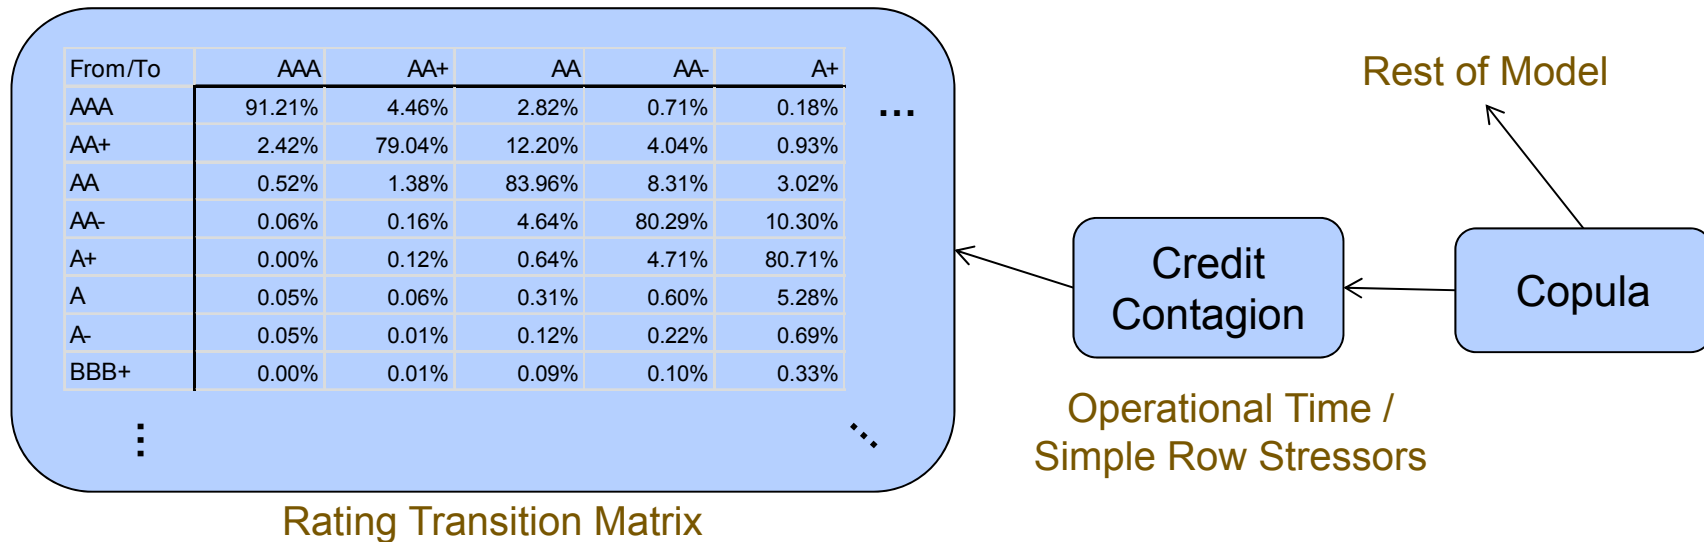 From/To AAA AA+ AA AA- A+
AAA 91.21% 4.46% 2.82% 0.71% 0.18% ...
AA+ 2.42% 79.04% 12.20% 4.04% 0.93%
AA 0.52% 1.38% 83.96% 8.31% 3.02%
AA- 0.06% 0.16% 4.64% 80.29% 10.30%
A+ 0.00% 0.12% 0.64% 4.71% 80.71%
A 0.05% 0.06% 0.31% 0.60% 5.28%
A- 0.05% 0.01% 0.12% 0.22% 0.69%
BBB+ 0.00% 0.01% 0.09% 0.10% 0.33%
⋮ ⋱
Rating Transition Matrix
Credit
Contagion
Operational Time /
Simple Row Stressors
Copula
Rest of Model